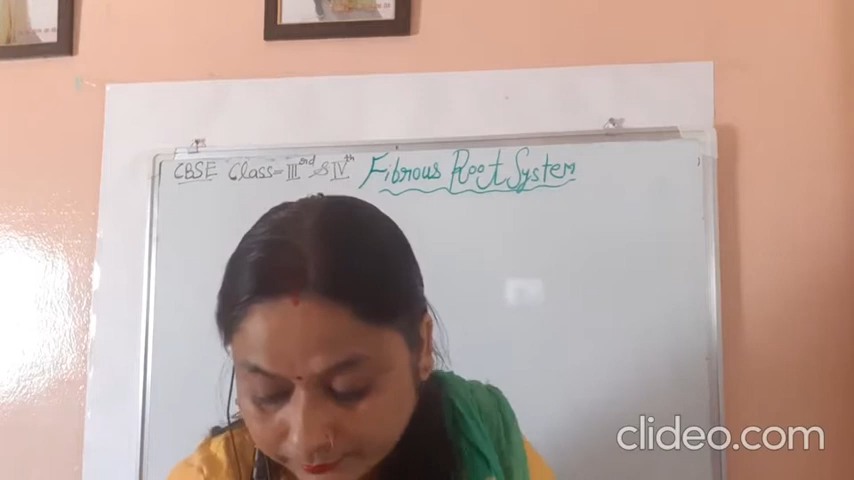 CBSE Class = III nd & IV th Fibrous Root System
clideo.com